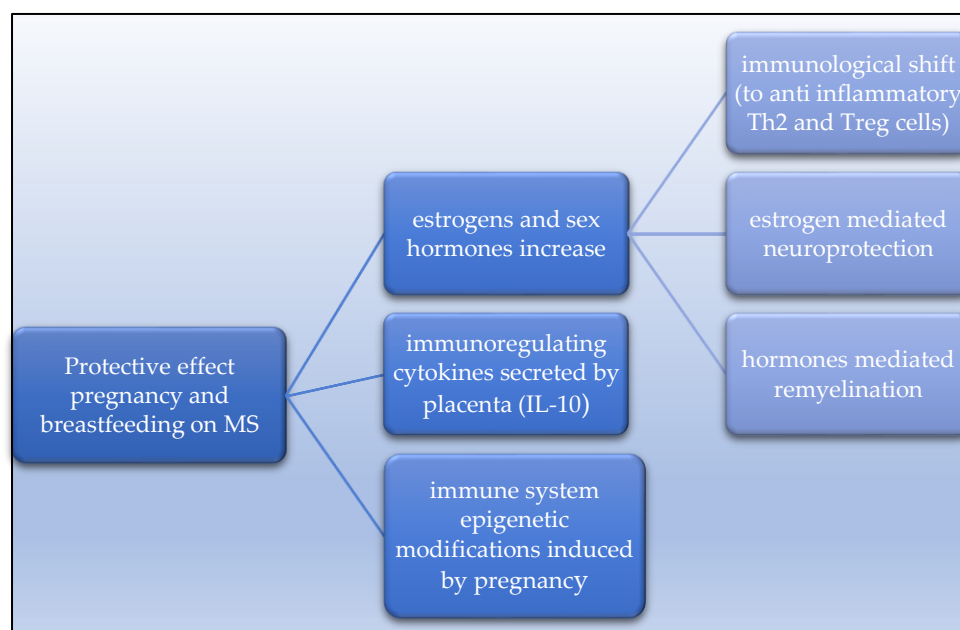 Protective effect
pregnancy and
breastfeeding on MS
estrogens and sex
hormones increase
immunoregulating
cytokines secreted by
placenta (IL-10)
immune system
epigenetic
modifications induced
by pregnancy
immunological shift
(to anti inflammatory
Th2 and Treg cells)
estrogen mediated
neuroprotection
hormones mediated
remyelination